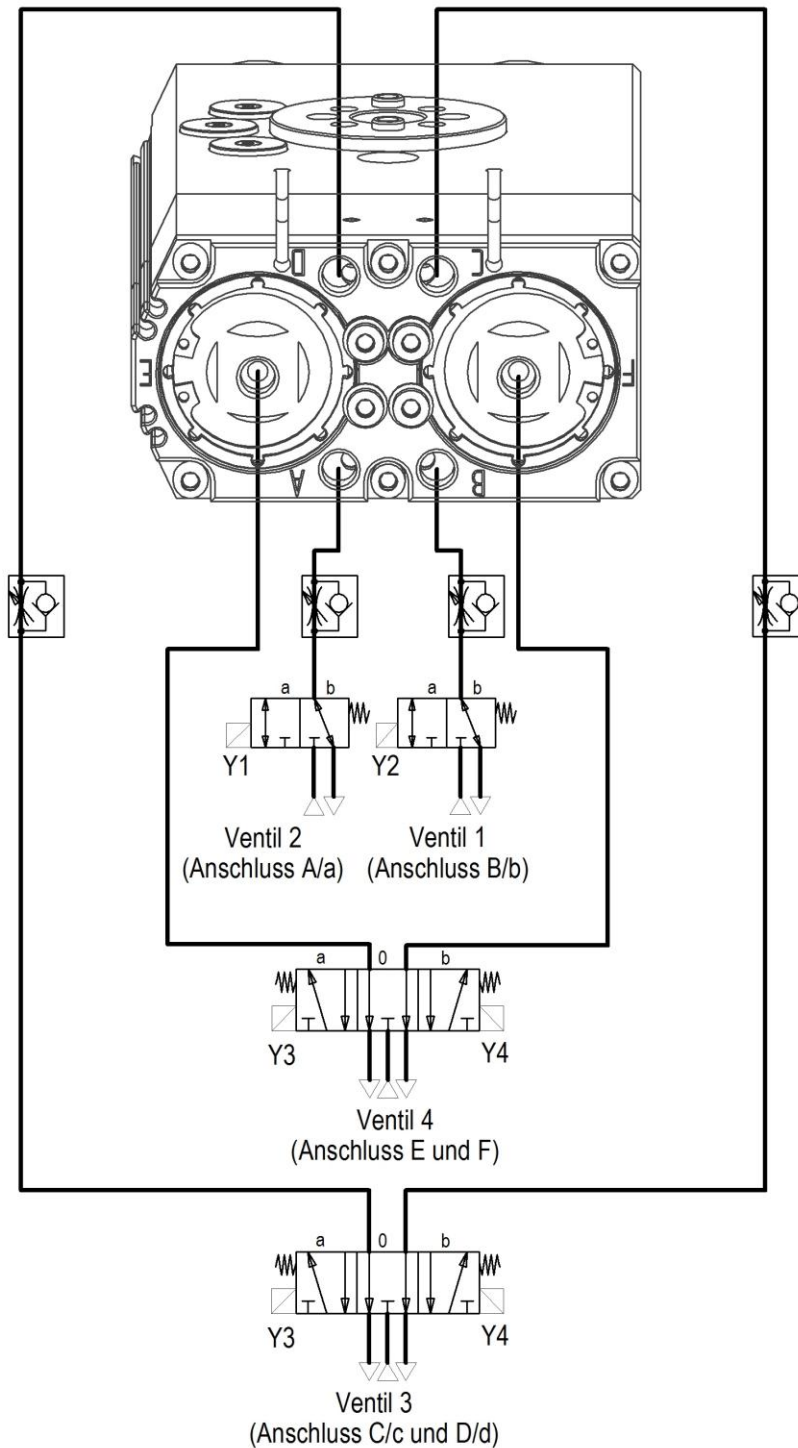 D C
E F
A B
a b a b
Y1 Y2
Ventil 2 Ventil 1
(Anschluss A/a) (Anschluss B/b)
a 0 b
Y3 Y4
Ventil 4
(Anschluss E und F)
a 0 b
Y3 Y4
Ventil 3
(Anschluss C/c und D/d)